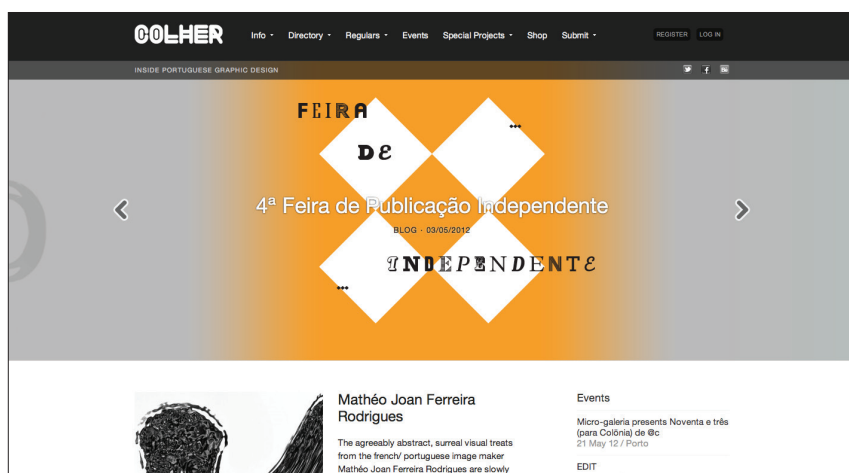 COLHER
Info Directory Regulars Events Special Projects Shop Submit
REGISTER LOG IN
INSIDE PORTUGUESE GRAPHIC DESIGN
FEIRA
DE
4ª Feira de Publicação Independente
BLOG · 03/05/2012
INDEPENDENTE
Mathéo Joan Ferreira
Rodrigues
The agreeably abstract, surreal visual treats
from the french/ portuguese image maker
Mathéo Joan Ferreira Rodrigues are slowly
Events
Micro-galeria presents Noventa e três
(para Colónia) de @c
21 May 12 / Porto
EDIT